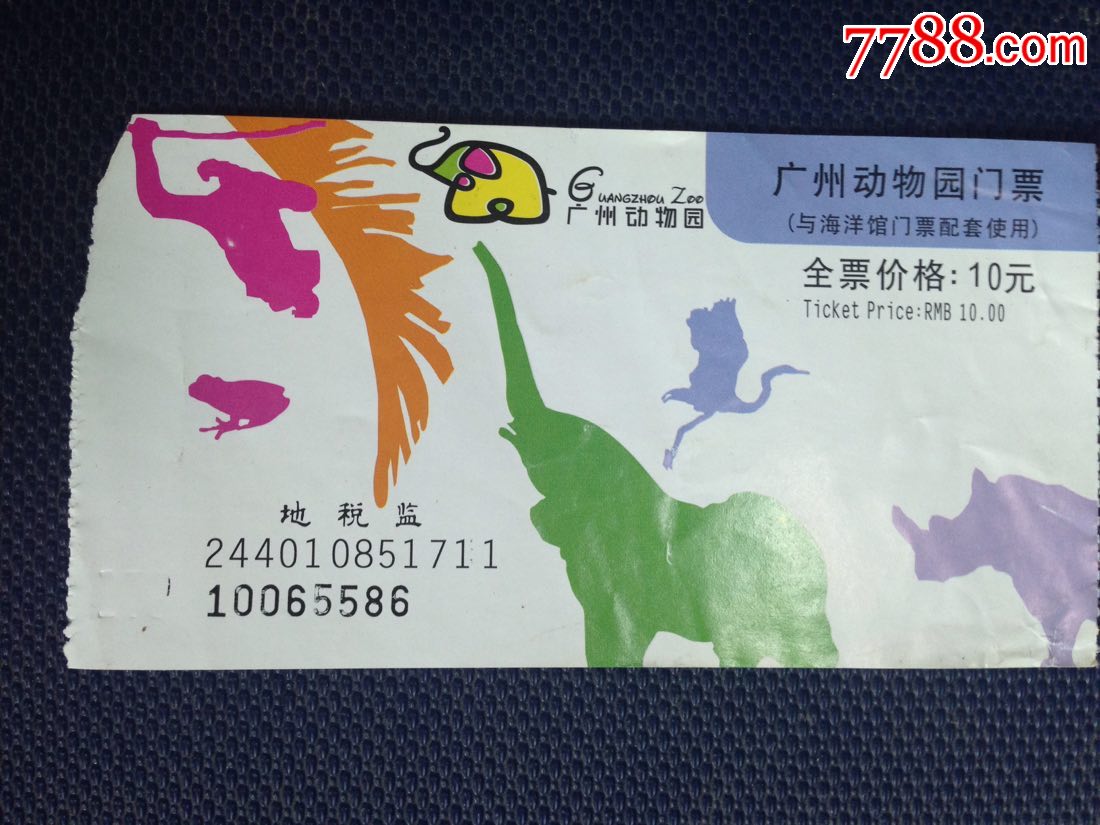 7788.com
GUANGZHOU ZOO
广州动物园
广州动物园门票
(与海洋馆门票配套使用)
全票价格:10元
Ticket Price:RMB 10.00
地税监
244010851711
10065586